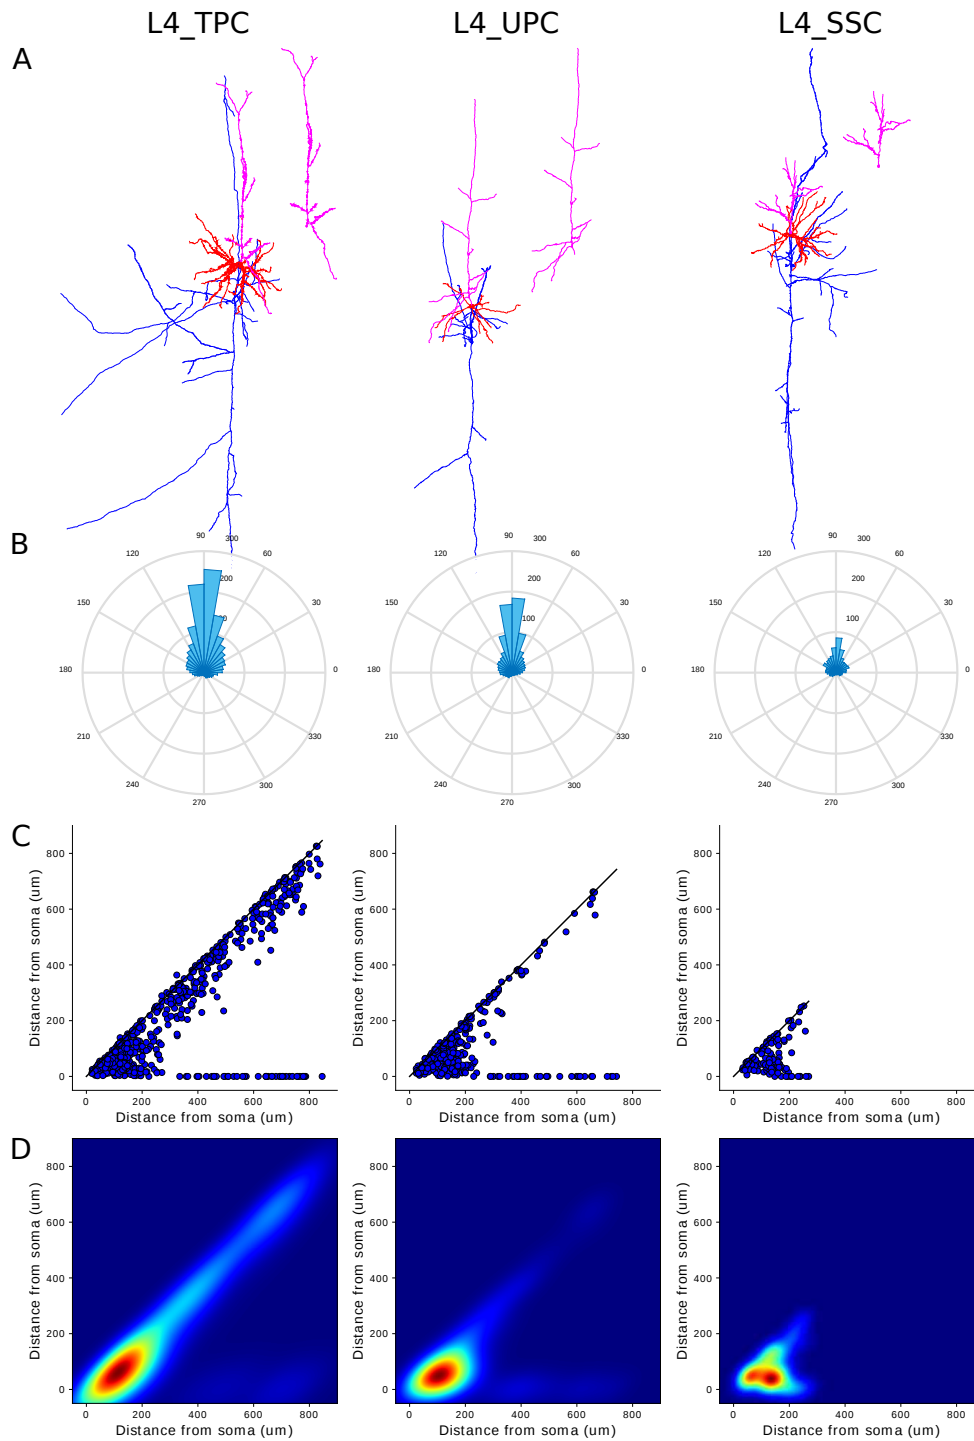 L4_TPC L4_UPC L4_SSC
A
B
90 300 90 300 90 300
120 60 120 60 120 60
200 200 200
150 30 150 30 150 30
100 100
180 0 180 0 180 0
210 330 210 330 210 330
240 300 240 300 240 300
270 270 270
C
Distance from soma (um) Distance from soma (um) Distance from soma (um)
800 800 800
600 600 600
400 400 400
200 200 200
0 0 0
0 200 400 600 800 0 200 400 600 800 0 200 400 600 800
Distance from soma (um) Distance from soma (um) Distance from soma (um)
D
Distance from soma (um) Distance from soma (um) Distance from soma (um)
800 800 800
600 600 600
400 400 400
200 200 200
0 0 0
0 200 400 600 800 0 200 400 600 800 0 200 400 600 800
Distance from soma (um) Distance from soma (um) Distance from soma (um)